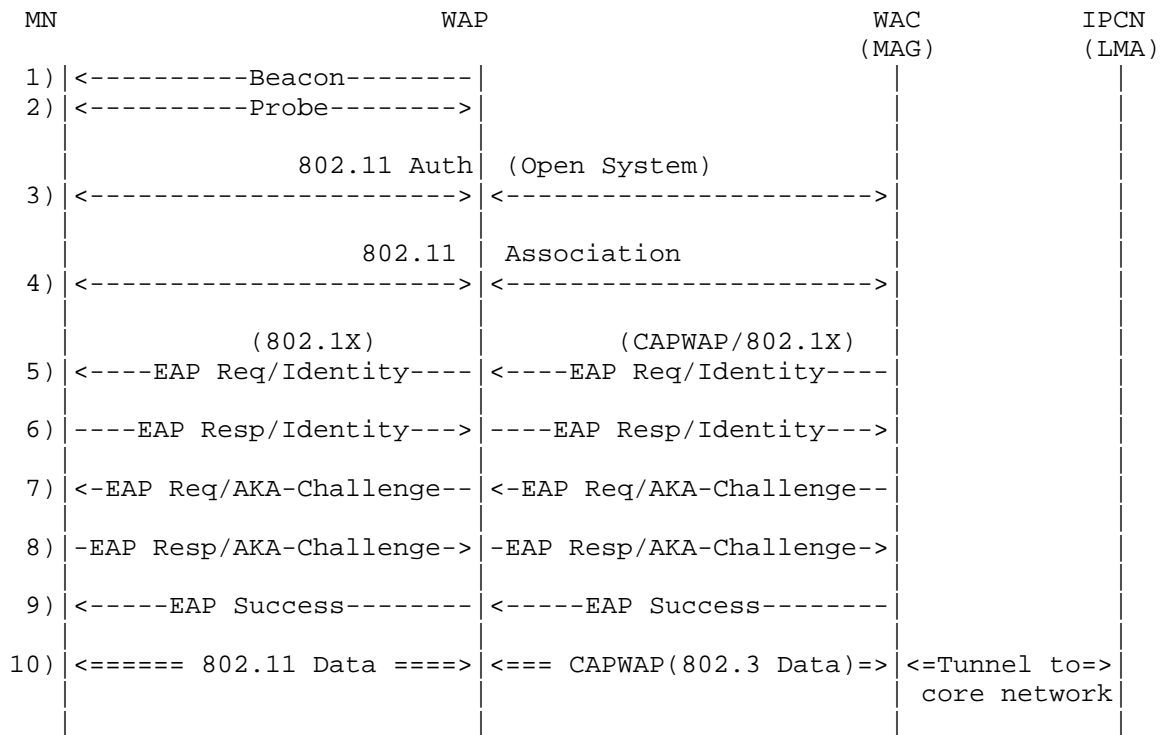 MN                         WAP                       WAC         IPCN
                                                    (MAG)        (LMA)
 1)|<----------Beacon--------|                         |             |
 2)|<----------Probe-------->|                         |             |
   |                         |                         |             |
   |              802.11 Auth| (Open System)           |             |
 3)|<----------------------->|<----------------------->|             |
   |                         |                         |             |
   |                  802.11 | Association             |             |
 4)|<----------------------->|<----------------------->|             |
   |                         |                         |             |
   |           (802.1X)      |        (CAPWAP/802.1X)  |             |
 5)|<----EAP Req/Identity----|<----EAP Req/Identity----|             |
   |                         |                         |             |
 6)|----EAP Resp/Identity--->|----EAP Resp/Identity--->|             |
   |                         |                         |             |
 7)|<-EAP Req/AKA-Challenge--|<-EAP Req/AKA-Challenge--|             |
   |                         |                         |             |
 8)|-EAP Resp/AKA-Challenge->|-EAP Resp/AKA-Challenge->|             |
   |                         |                         |             |
 9)|<-----EAP Success--------|<-----EAP Success--------|             |
   |                         |                         |             |
10)|<====== 802.11 Data ====>|<=== CAPWAP(802.3 Data)=>|<=Tunnel to=>|
   |                         |                         | core network|
   |                         |                         |             |